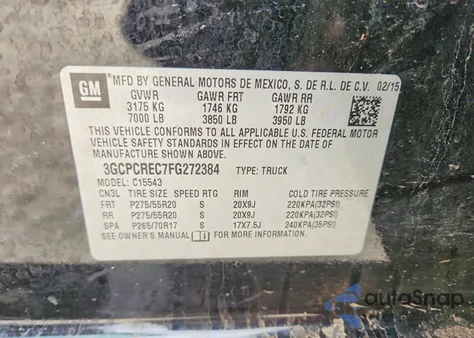 GM
MFD BY GENERAL MOTORS DE MEXICO, S. DE R.L. DE C.V. 02/15
GVWR GAWR FRT GAWR RR
3175 KG 1746 KG 1792 KG
7000 LB 3850 LB 3950 LB
THIS VEHICLE CONFORMS TO ALL APPLICABLE U.S. FEDERAL MOTOR
VEHICLE SAFETY, BUMPER, AND THEFT PREVENTION STANDARDS
IN EFFECT ON THE DATE OF MANUFACTURE SHOWN ABOVE.
3GCPCREC7FG272384 TYPE: TRUCK
MODEL: C15543
CN3L TIRE SIZE SPEED RTG RIM COLD TIRE PRESSURE
FRT P275/55R20 S 20X9J 220KPA(32PSI)
RR P275/55R20 S 20X9J 220KPA(32PSI)
SPA P265/70R17 S 17X7.5J 240KPA(35PSI)
SEE OWNER'S MANUAL FOR MORE INFORMATION
autoSnap